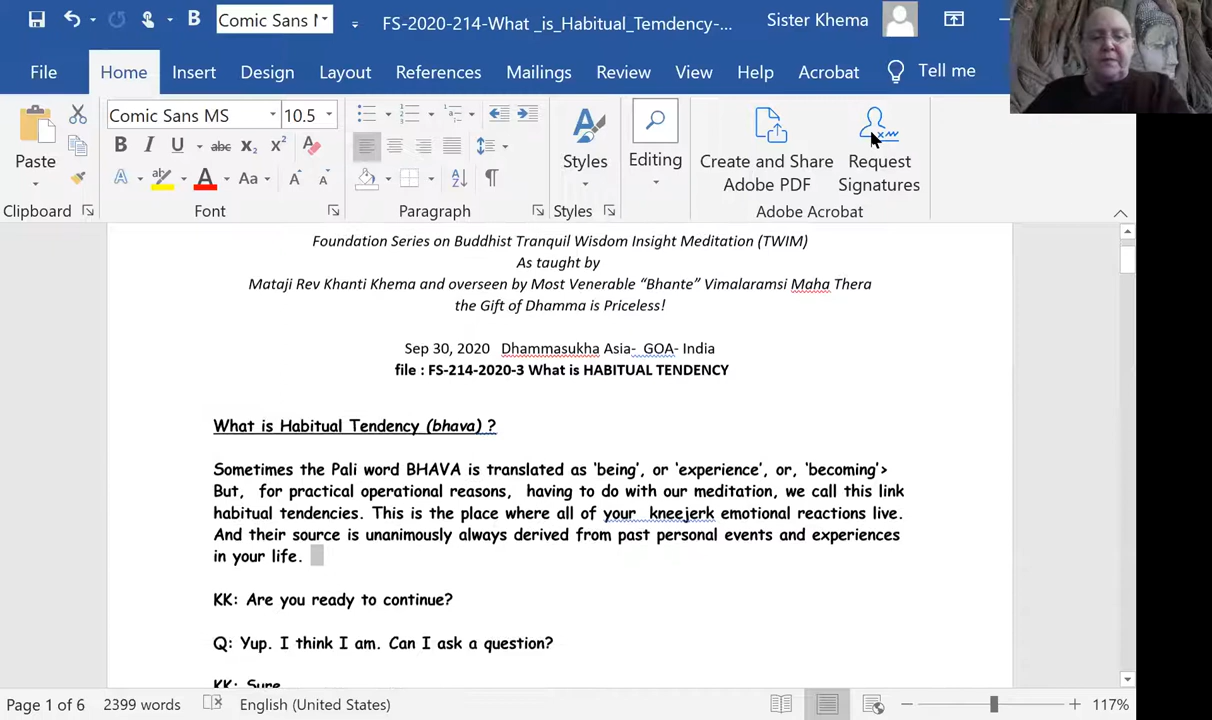 Comic Sans M
FS-2020-214-What _is_Habitual_Temdency-...
Sister Khema
File Home Insert Design Layout References Mailings Review View Help Acrobat Tell me
Paste
Clipboard
Comic Sans MS 10.5
B I U abc X₂ X²
A A Aa A A
Font
Paragraph
Styles
Styles
Editing
Create and Share
Adobe PDF
Request
Signatures
Adobe Acrobat
Foundation Series on Buddhist Tranquil Wisdom Insight Meditation (TWIM)
As taught by
Mataji Rev Khanti Khema and overseen by Most Venerable “Bhante” Vimalaramsi Maha Thera
the Gift of Dhamma is Priceless!
Sep 30, 2020 Dhammasukha Asia- GOA- India
file : FS-214-2020-3 What is HABITUAL TENDENCY
What is Habitual Tendency (bhava) ?
Sometimes the Pali word BHAVA is translated as ‘being’, or ‘experience’, or, ‘becoming’>
But, for practical operational reasons, having to do with our meditation, we call this link
habitual tendencies. This is the place where all of your kneejerk emotional reactions live.
And their source is unanimously always derived from past personal events and experiences
in your life.
KK: Are you ready to continue?
Q: Yup. I think I am. Can I ask a question?
KK: Sure
Page 1 of 6 2399 words English (United States) 117%